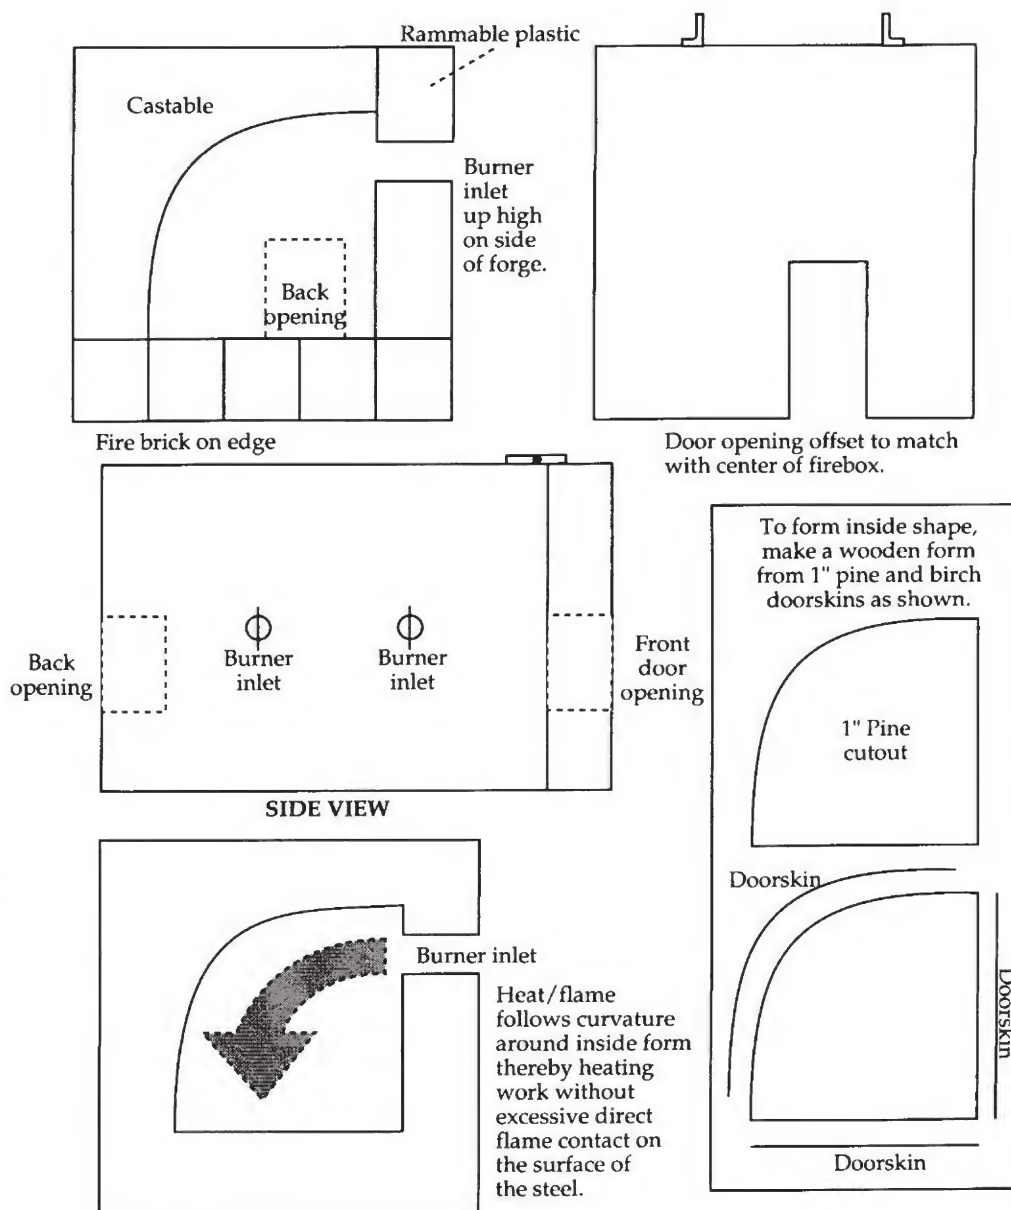 Rammable plastic
Castable
Burner
inlet
up high
on side
of forge.
Back
opening
Fire brick on edge
Door opening offset to match
with center of firebox.
Back
opening
Burner
inlet
Burner
inlet
Front
door
opening
SIDE VIEW
To form inside shape,
make a wooden form
from 1" pine and birch
doorskins as shown.
1" Pine
cutout
Doorskin
Doorskin
Doorskin
Burner inlet
Heat/flame
follows curvature
around inside form
thereby heating
work without
excessive direct
flame contact on
the surface of
the steel.